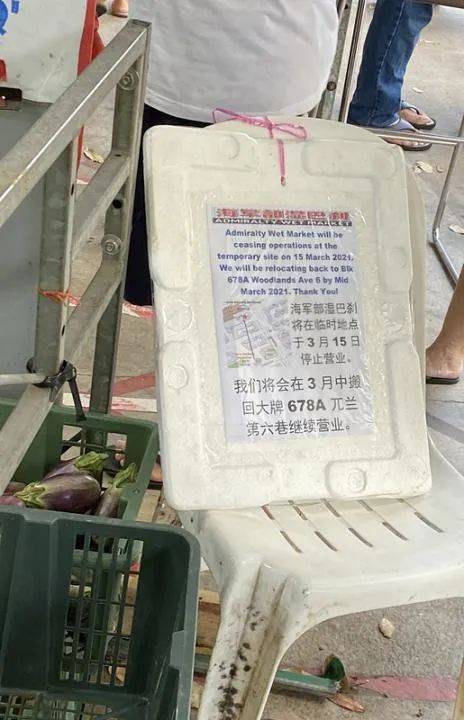 海军部湿巴刹
ADMIRALTY WET MARKET
Admiralty Wet Market will be
ceasing operations at the
temporary site on 15 March 2021.
We will be relocating back to Blk
678A Woodlands Ave 6 by Mid
March 2021. Thank You!
海军部湿巴刹
将在临时地点
于 3 月 15 日
停止营业。
我们将会在 3 月中搬
回大牌 678A 兀兰
第六巷继续营业。